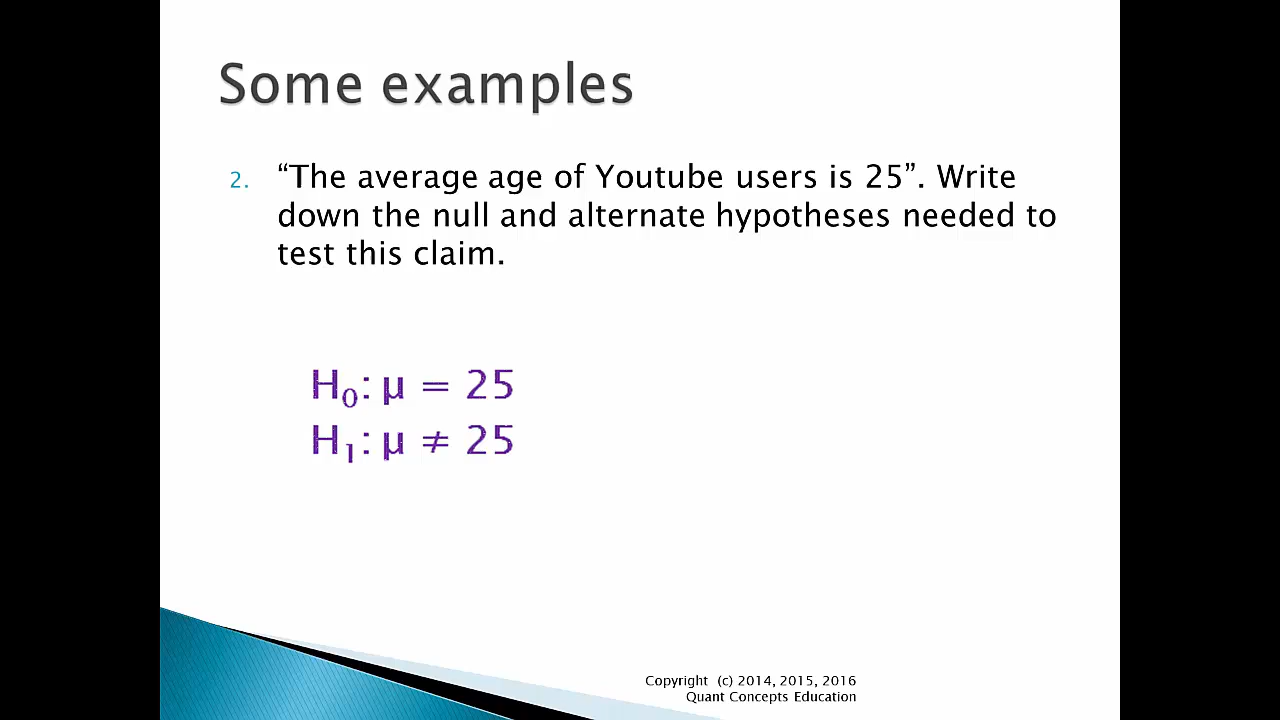 Some examples
2. “The average age of Youtube users is 25”. Write
down the null and alternate hypotheses needed to
test this claim.
H₀: μ = 25
H₁: μ ≠ 25
Copyright (c) 2014, 2015, 2016
Quant Concepts Education